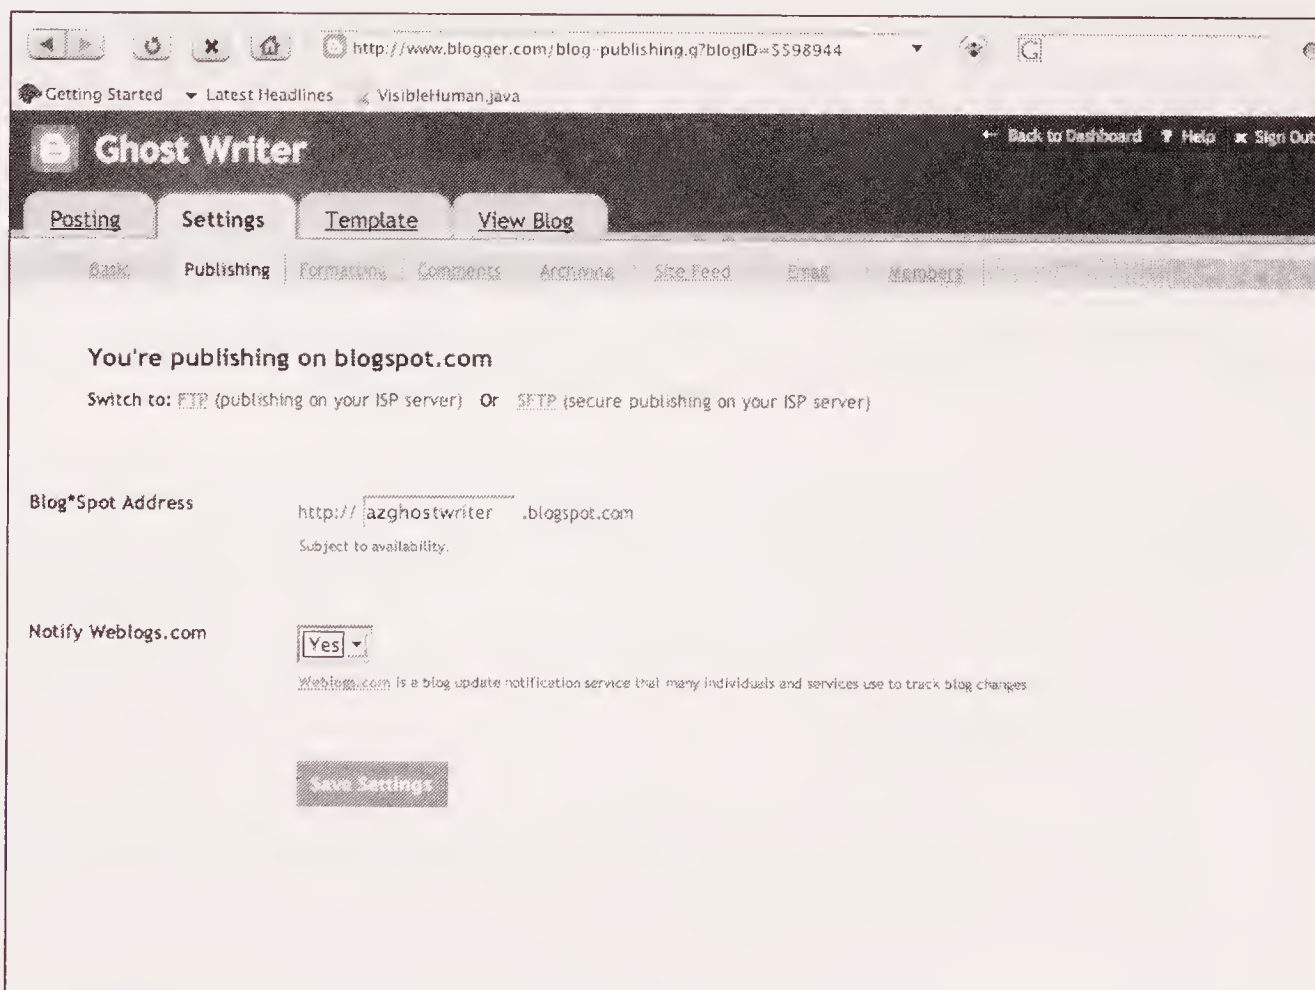 http://www.blogger.com/blog-publishing.g?blogID=5598944 G
Getting Started Latest Headlines VisibleHuman.java
Ghost Writer
Back to Dashboard ? Help x Sign Out
Posting Settings Template View Blog
Basic Publishing Formatting Comments Archiving Site Feed Email Members
You're publishing on blogspot.com
Switch to: FTP (publishing on your ISP server) Or SFTP (secure publishing on your ISP server)
Blog*Spot Address
http:// azghostwriter .blogspot.com
Subject to availability.
Notify Weblogs.com
Yes
Weblogs.com is a blog update notification service that many individuals and services use to track blog changes
Save Settings